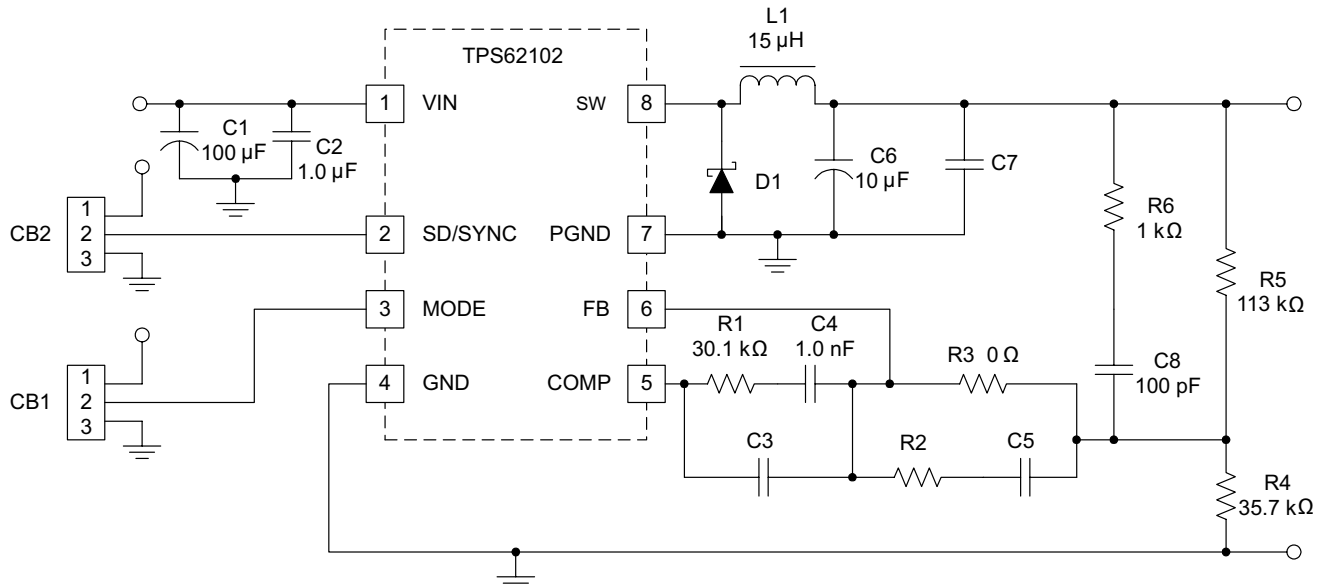 L1
15 µH
TPS62102
1 VIN
SW 8
C1
100 µF
C2
1.0 µF
C6
10 µF
C7
D1
R6
1 kΩ
R5
113 kΩ
CB2
1
2
3
2 SD/SYNC
PGND 7
3 MODE
FB 6
R1
30.1 kΩ
C4
1.0 nF
R3 0 Ω
C8
100 pF
CB1
1
2
3
4 GND
COMP 5
C3
R2
C5
R4
35.7 kΩ